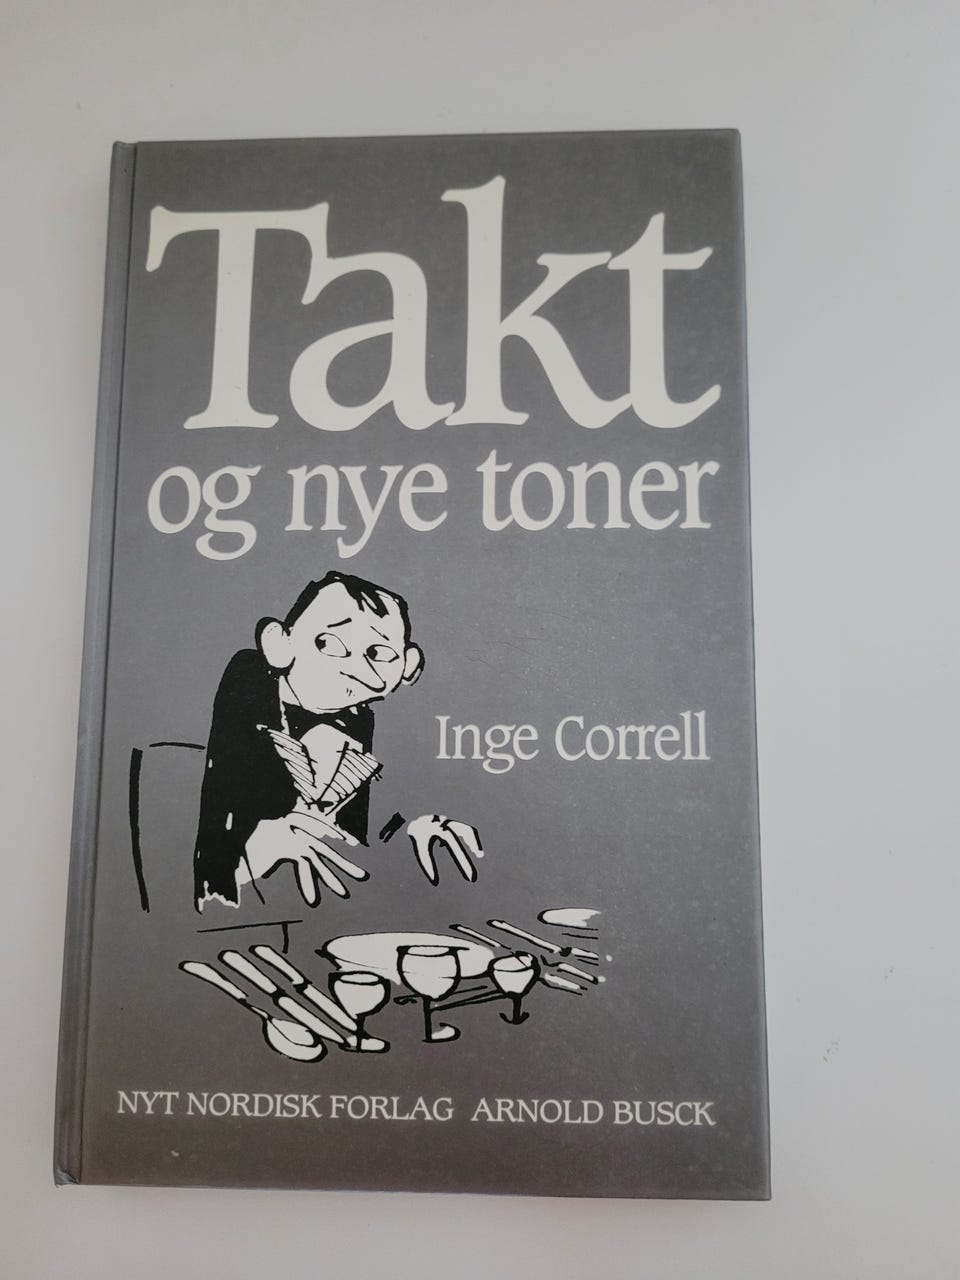 Takt
og nye toner
Inge Correll
NYT NORDISK FORLAG ARNOLD BUSCK